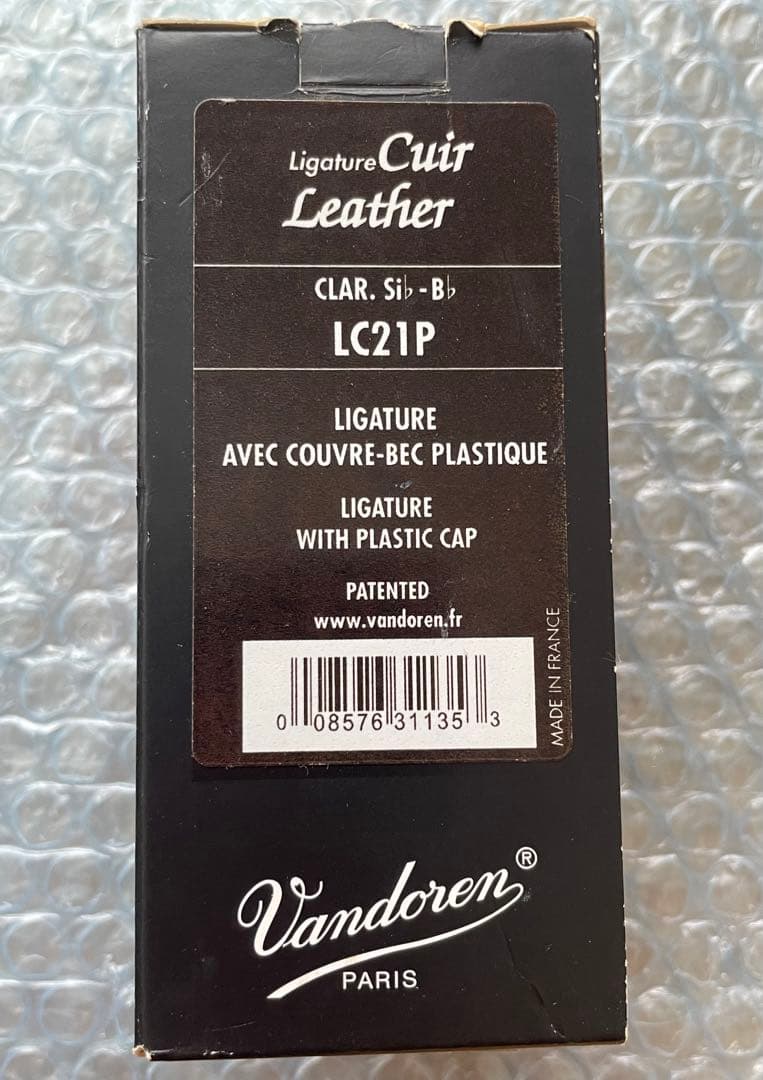 Ligature Cuir
Leather
CLAR. Si♭ - B♭
LC21P
LIGATURE
AVEC COUVRE-BEC PLASTIQUE
LIGATURE
WITH PLASTIC CAP
PATENTED
www.vandoren.fr
MADE IN FRANCE
0 08576 31135 3
Vandoren®
PARIS